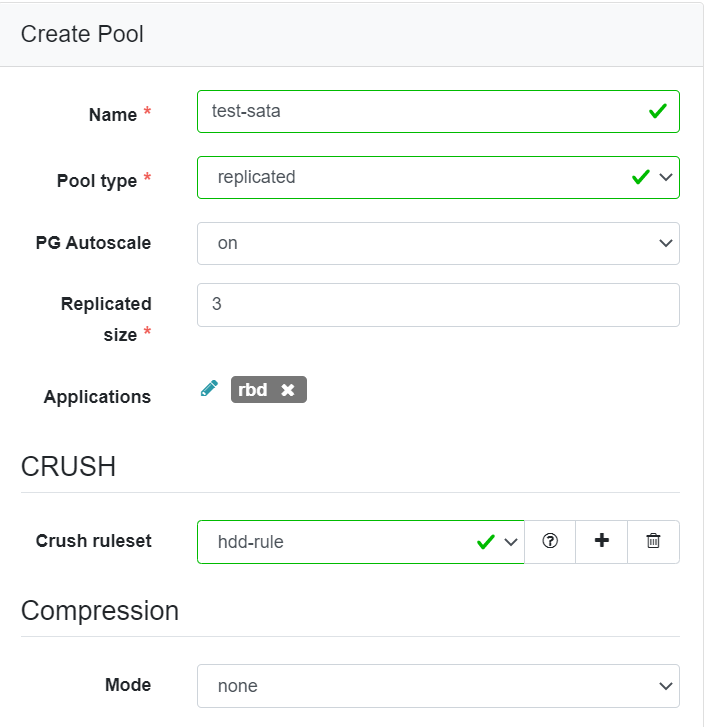 Create Pool
Name *
test-sata
Pool type *
replicated
PG Autoscale
on
Replicated
size *
3
Applications
rbd
CRUSH
Crush ruleset
hdd-rule
Compression
Mode
none